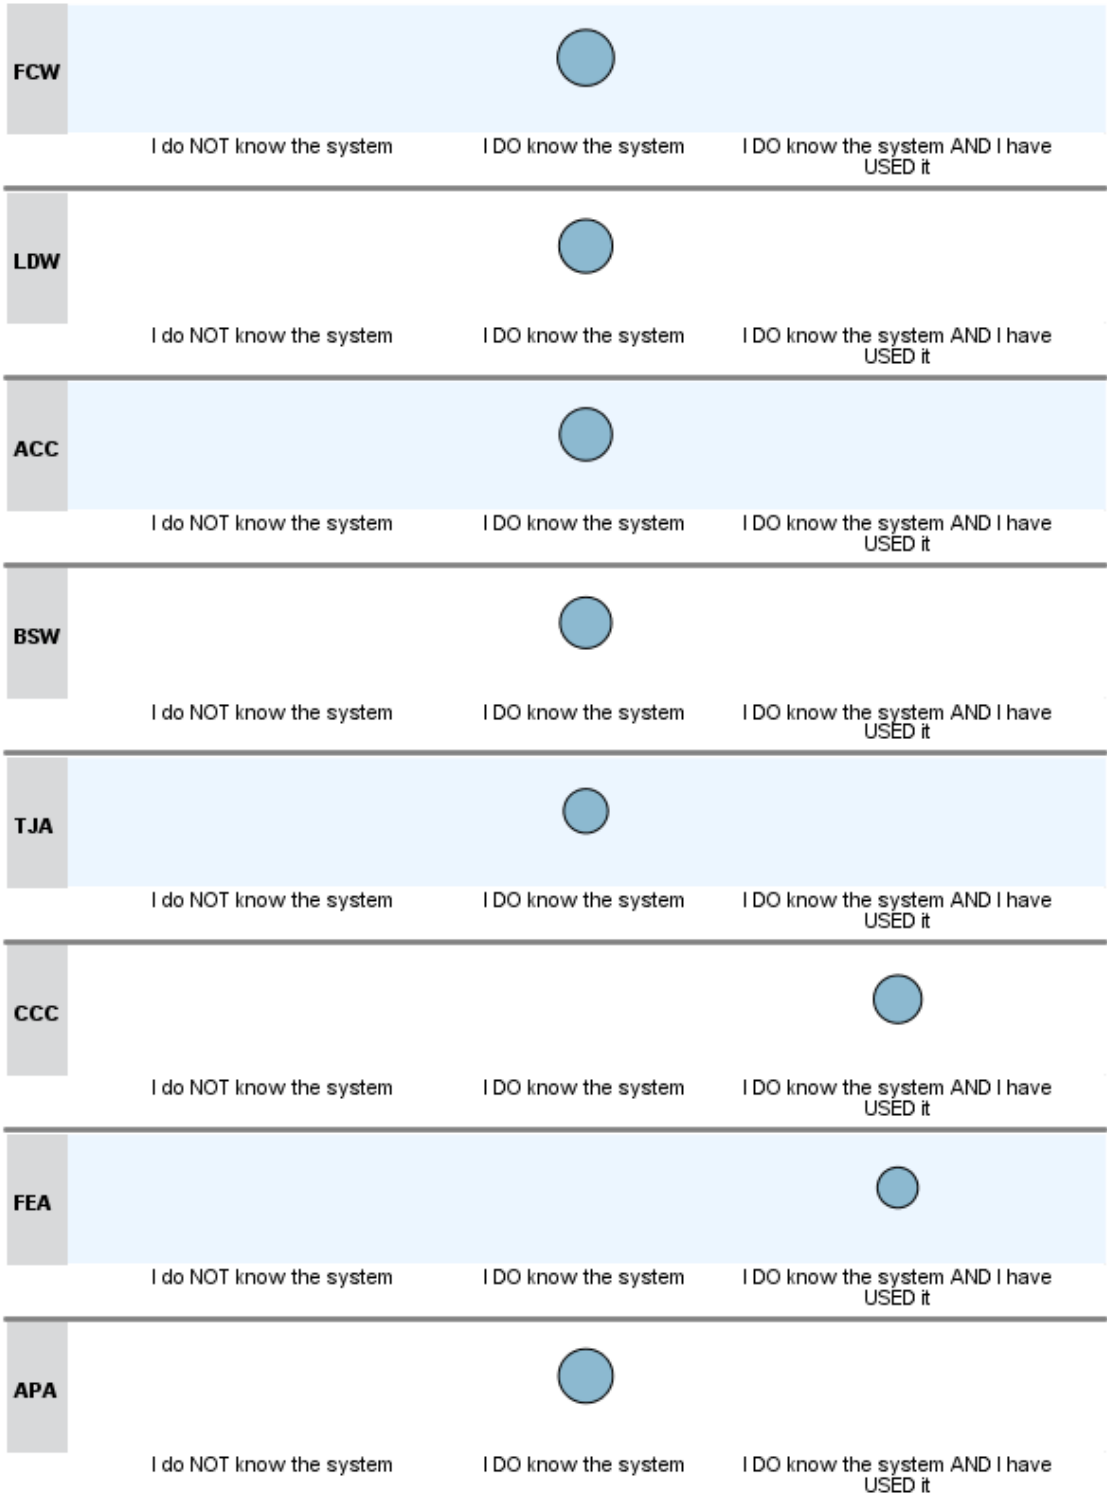 FCW
I do NOT know the system I DO know the system I DO know the system AND I have
USED it
LDW
I do NOT know the system I DO know the system I DO know the system AND I have
USED it
ACC
I do NOT know the system I DO know the system I DO know the system AND I have
USED it
BSW
I do NOT know the system I DO know the system I DO know the system AND I have
USED it
TJA
I do NOT know the system I DO know the system I DO know the system AND I have
USED it
CCC
I do NOT know the system I DO know the system I DO know the system AND I have
USED it
FEA
I do NOT know the system I DO know the system I DO know the system AND I have
USED it
APA
I do NOT know the system I DO know the system I DO know the system AND I have
USED it